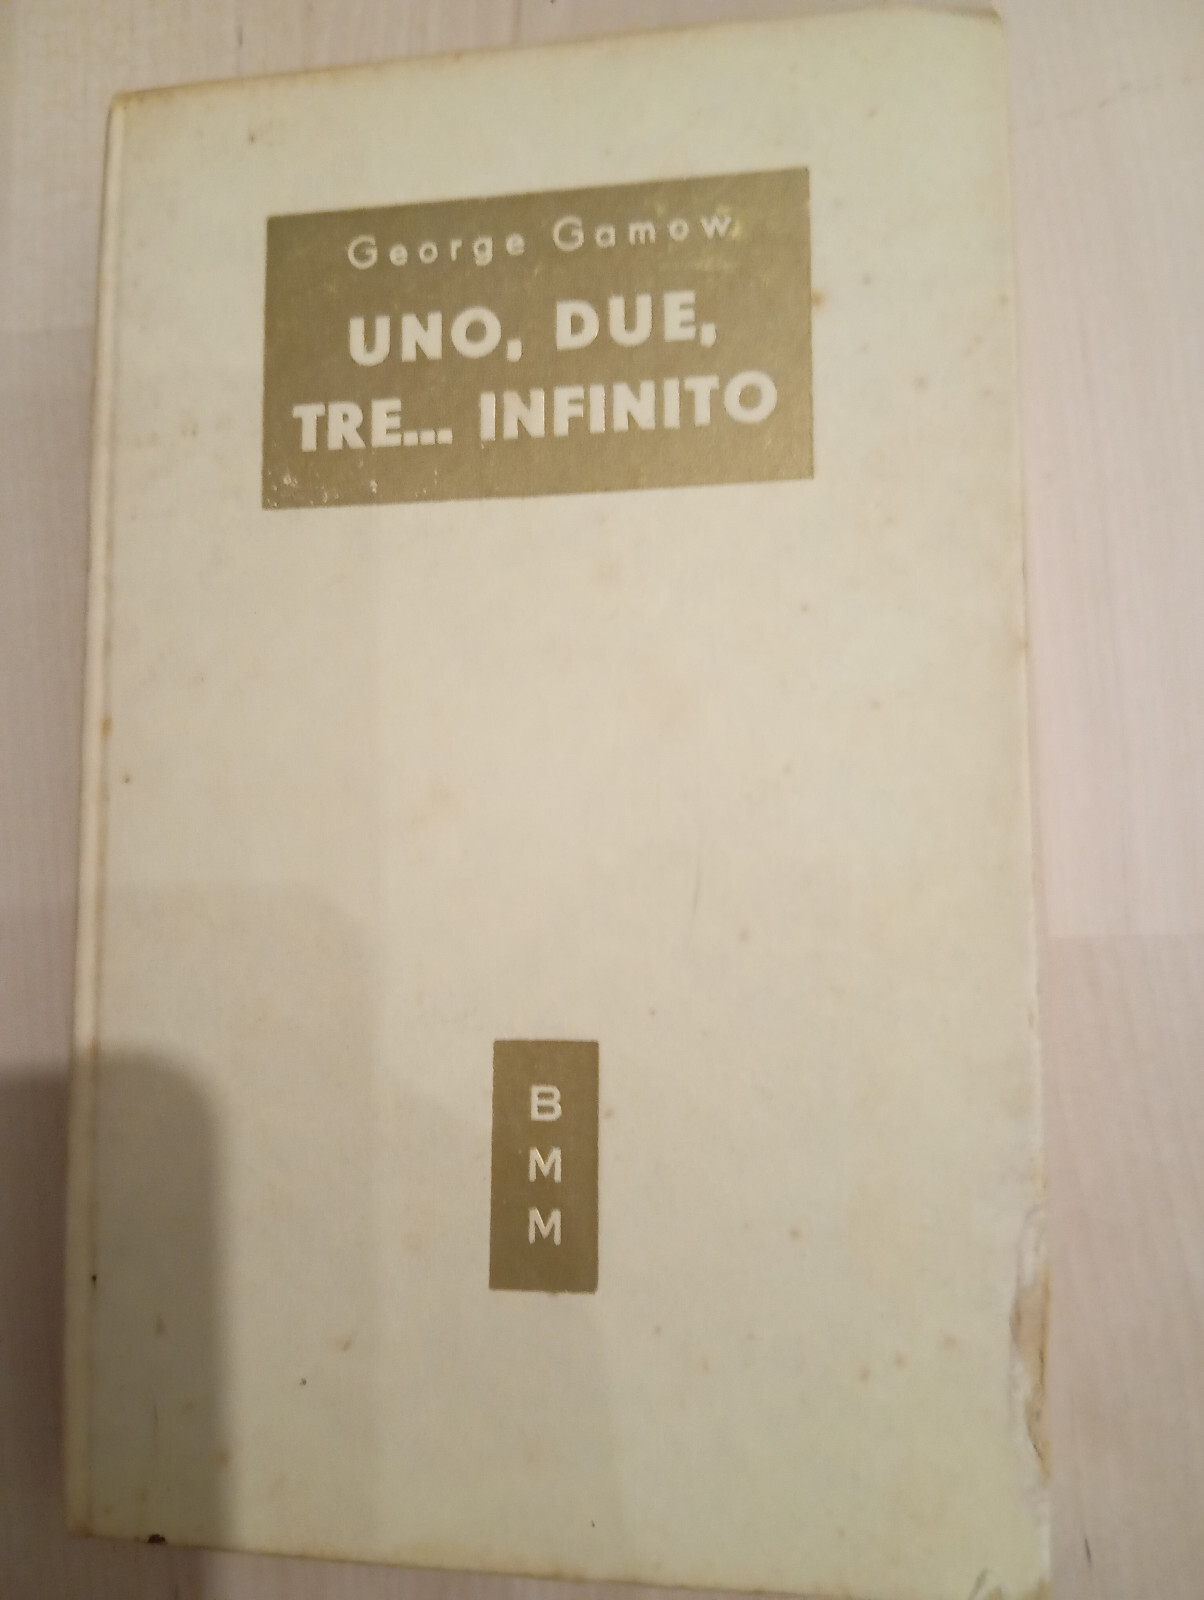 George Gamow
UNO, DUE,
TRE... INFINITO
B
M
M